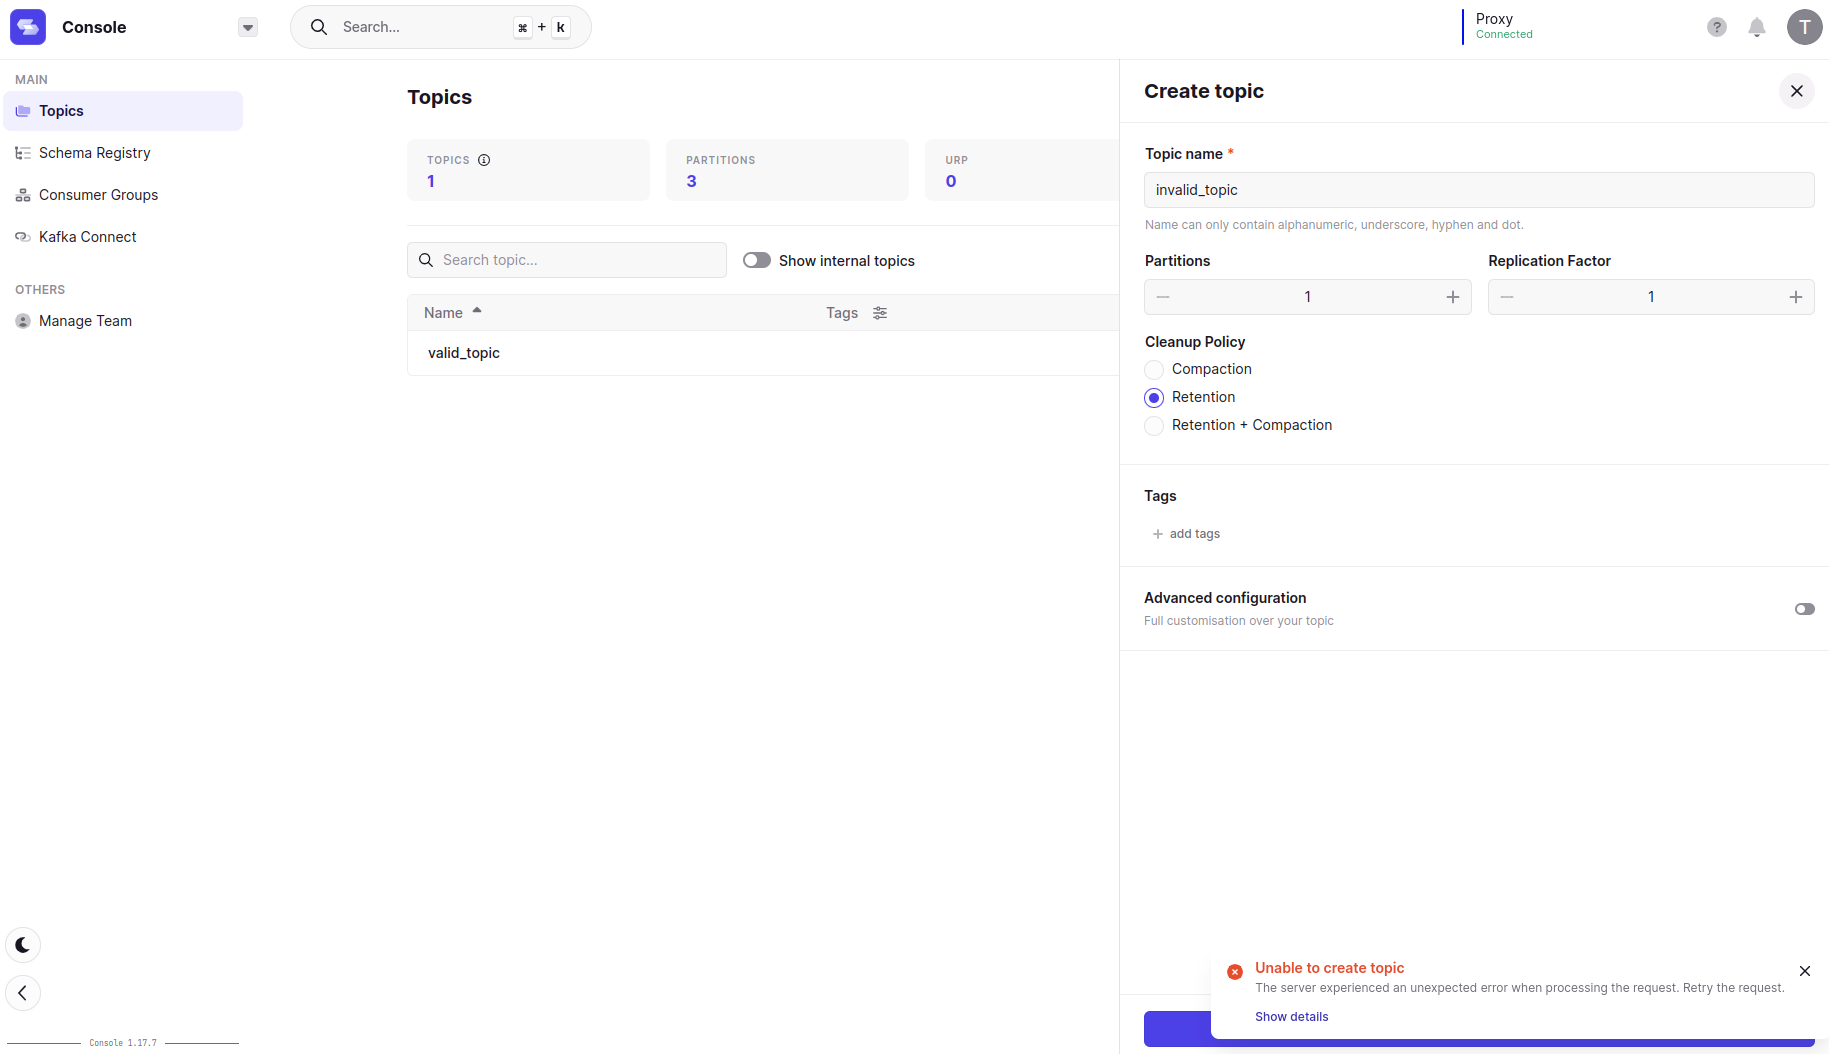 Console
Search...
⌘ + k
Proxy
Connected
?
T
MAIN
Topics
Schema Registry
Consumer Groups
Kafka Connect
OTHERS
Manage Team
Console 1.17.7
Topics
TOPICS
1
PARTITIONS
3
URP
0
Search topic...
Show internal topics
Name
Tags
valid_topic
Create topic
Topic name *
invalid_topic
Name can only contain alphanumeric, underscore, hyphen and dot.
Partitions
Replication Factor
1
1
Cleanup Policy
Compaction
Retention
Retention + Compaction
Tags
+ add tags
Advanced configuration
Full customisation over your topic
Unable to create topic
The server experienced an unexpected error when processing the request. Retry the request.
Show details